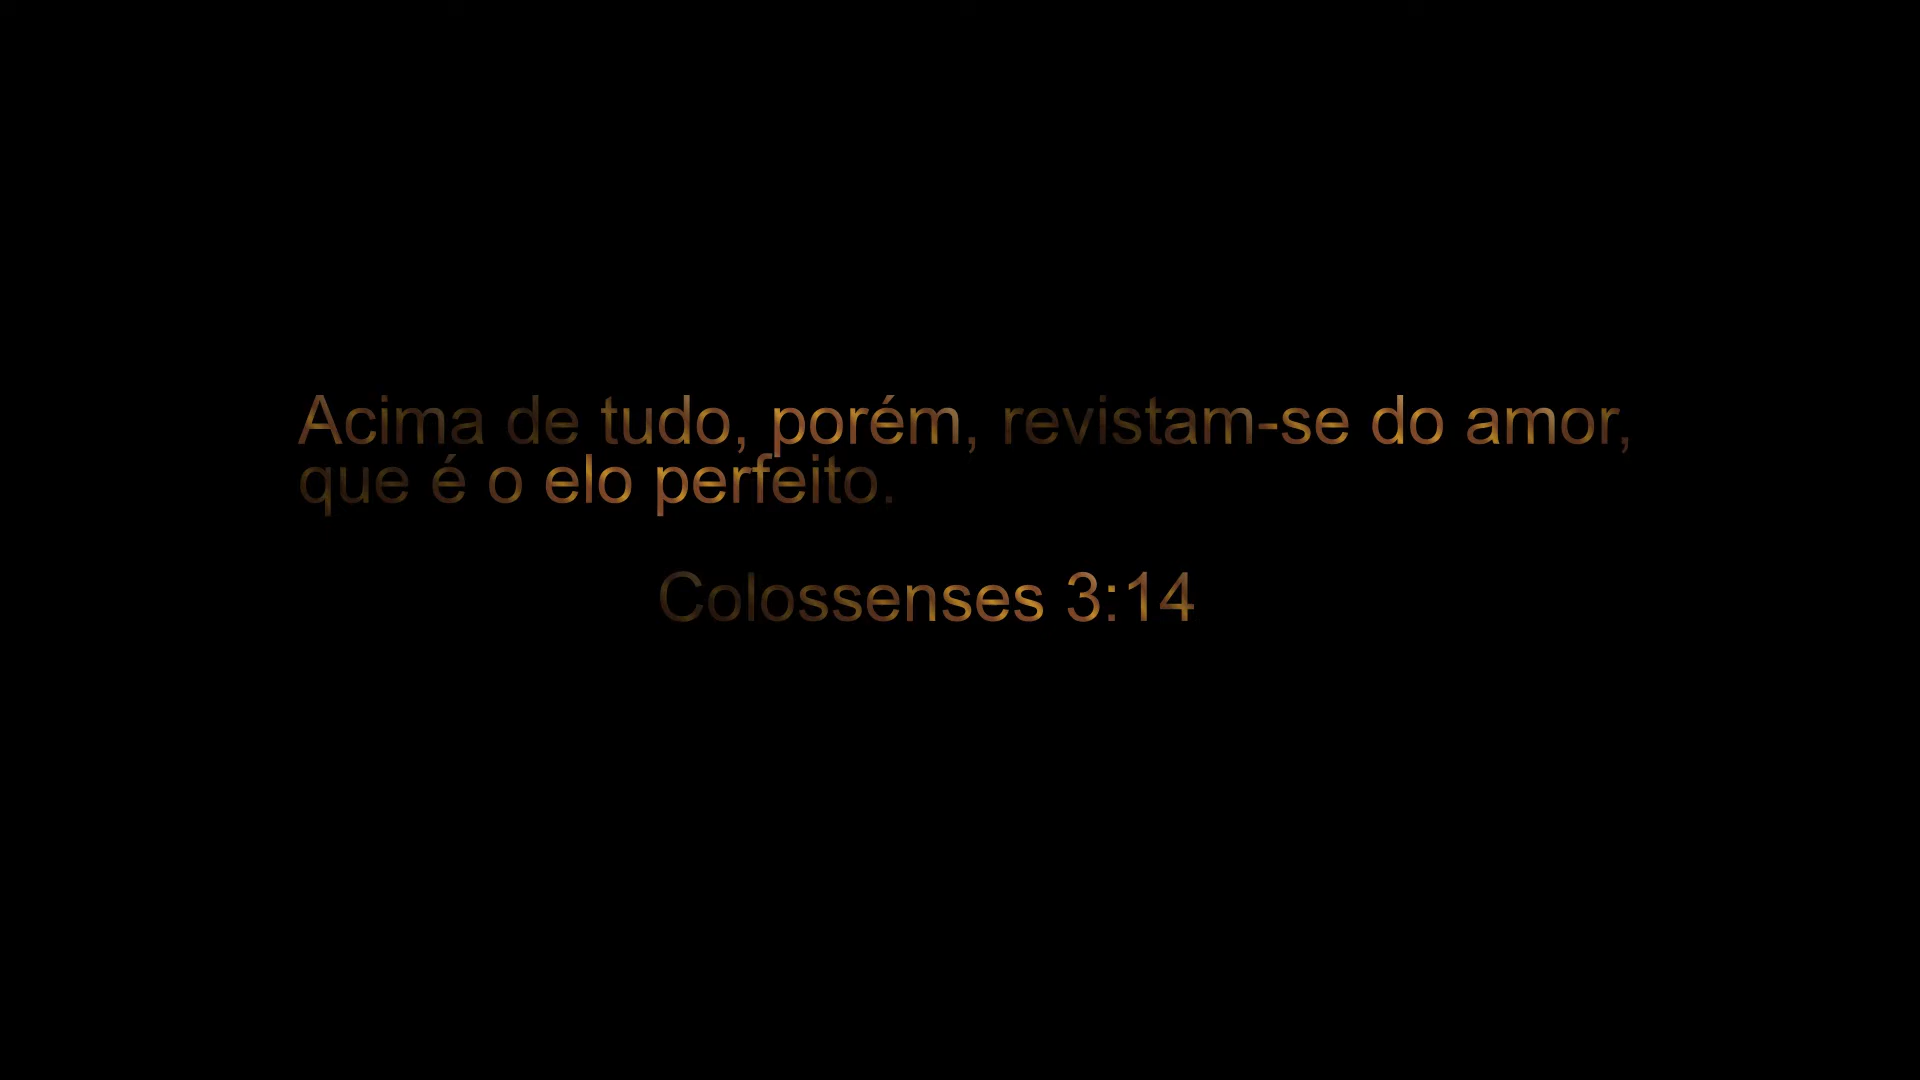 Acima de tudo, porém, revistam-se do amor,
que é o elo perfeito.
Colossenses 3:14